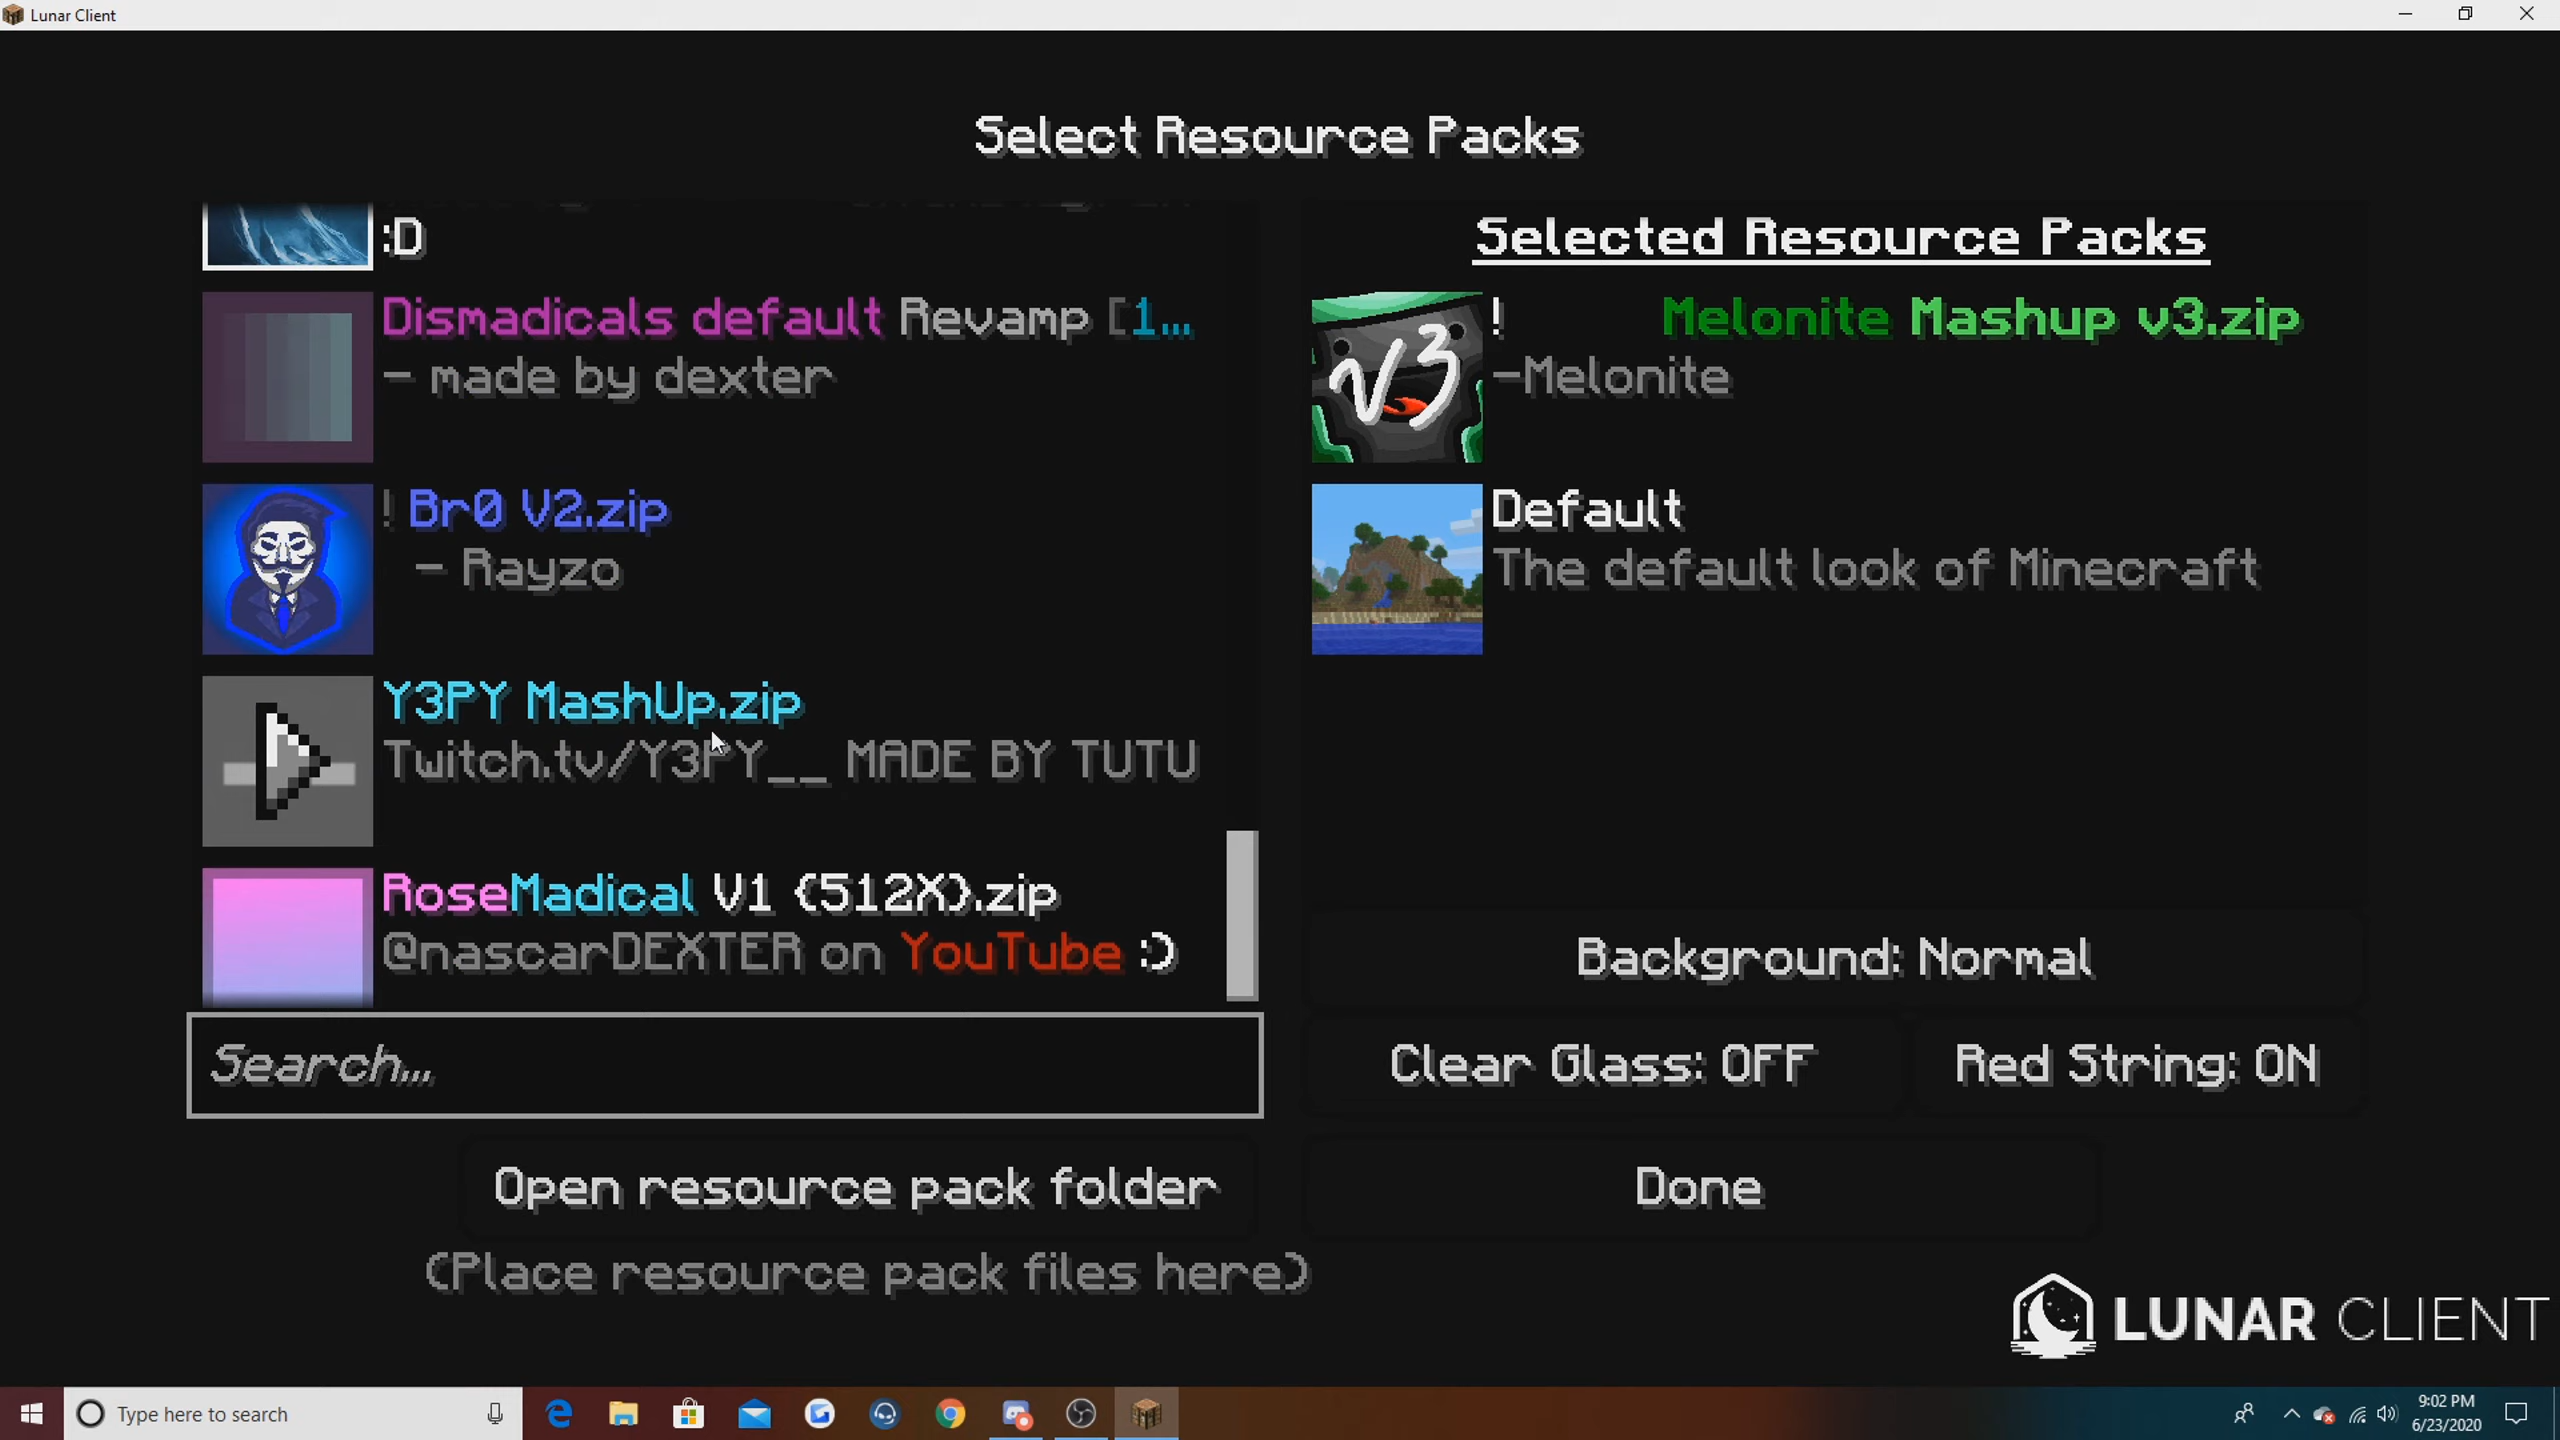 Lunar Client
Select Resource Packs
:D
Dismadicals default Revamp [1...
- made by dexter
! Br0 V2.zip
- Rayzo
Y3PY MashUp.zip
Twitch.tv/Y3PY__ MADE BY TUTU
RoseMadical V1 (512X).zip
@nascarDEXTER on YouTube :)
Search...
Open resource pack folder
(Place resource pack files here)
Selected Resource Packs
! Melonite Mashup v3.zip
-Melonite
V3
Default
The default look of Minecraft
Background: Normal
Clear Glass: OFF
Red String: ON
Done
LUNAR CLIENT
Type here to search
9:02 PM
6/23/2020